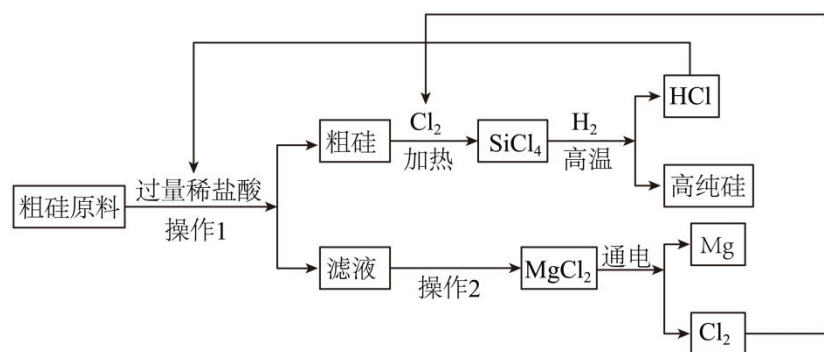 HCl
Cl₂
H₂
粗硅
SiCl₄
加热
高温
过量稀盐酸
高纯硅
粗硅原料
操作1
通电
Mg
滤液
MgCl₂
操作2
Cl₂